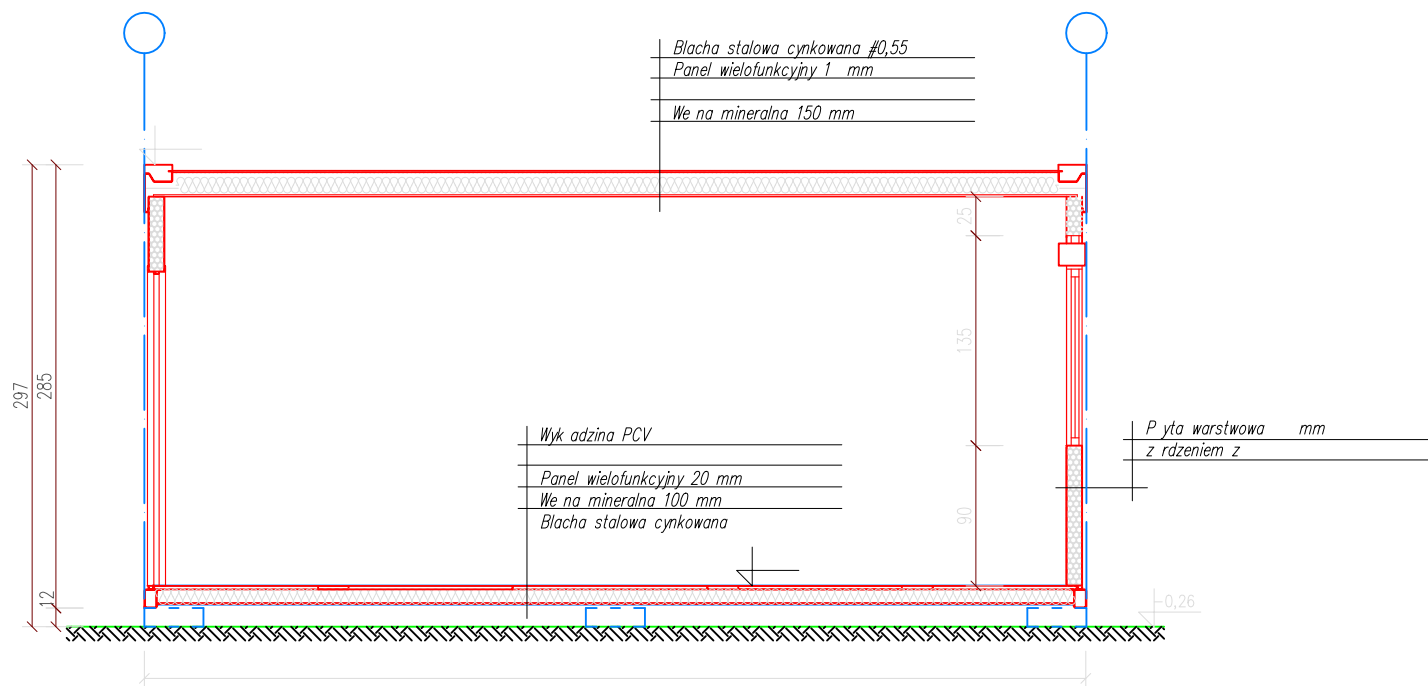 Blacha stalowa cynkowana #0,55
Panel wielofunkcyjny 1 mm
We na mineralna 150 mm
25
135
90
297
285
12
Wyk adzina PCV
Panel wielofunkcyjny 20 mm
We na mineralna 100 mm
Blacha stalowa cynkowana
P yta warstwowa mm
z rdzeniem z
-0,26